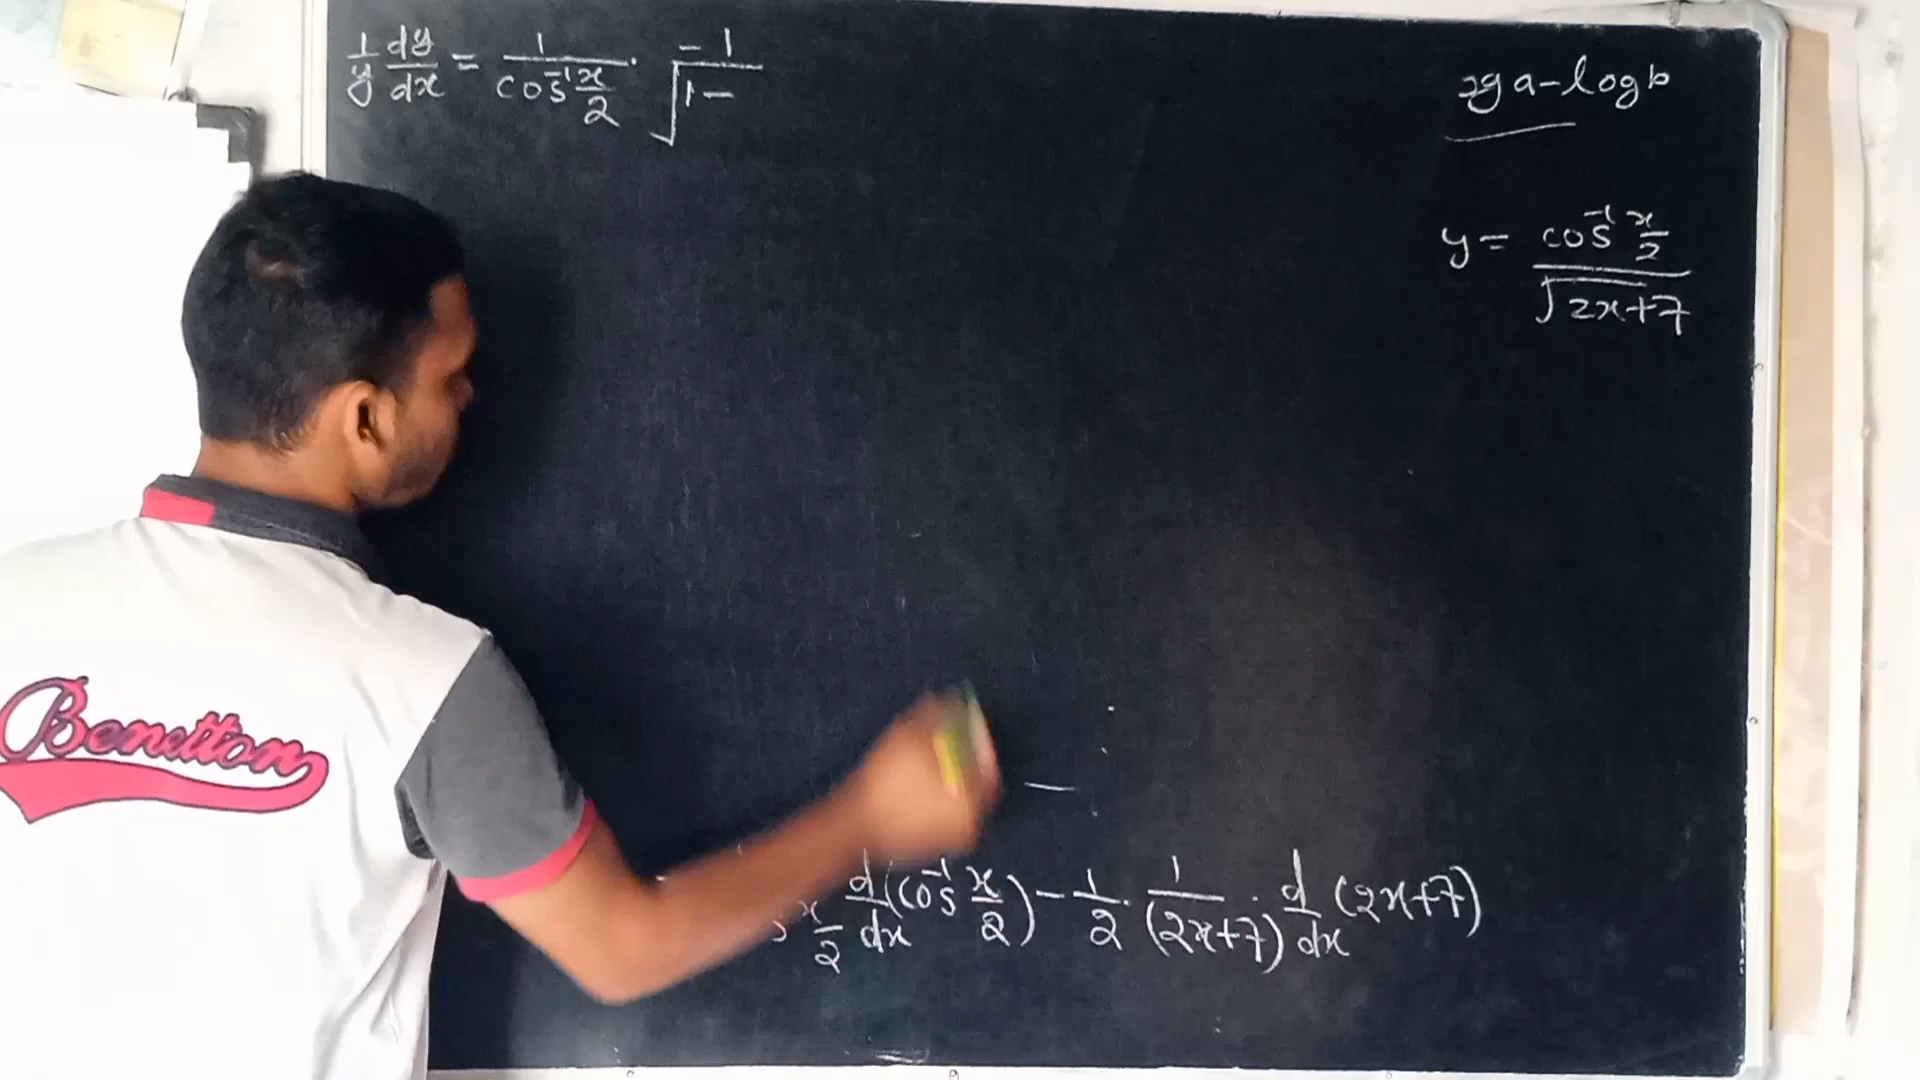 1/y dy/dx = 1/cos⁻¹ x/2 · -1/√1-
g a - log b
y = cos⁻¹ x/2 / √2x+7
x/2 d/dx (cos⁻¹ x/2) - 1/2 · 1/(2x+7) · d/dx (2x+7)
Benetton